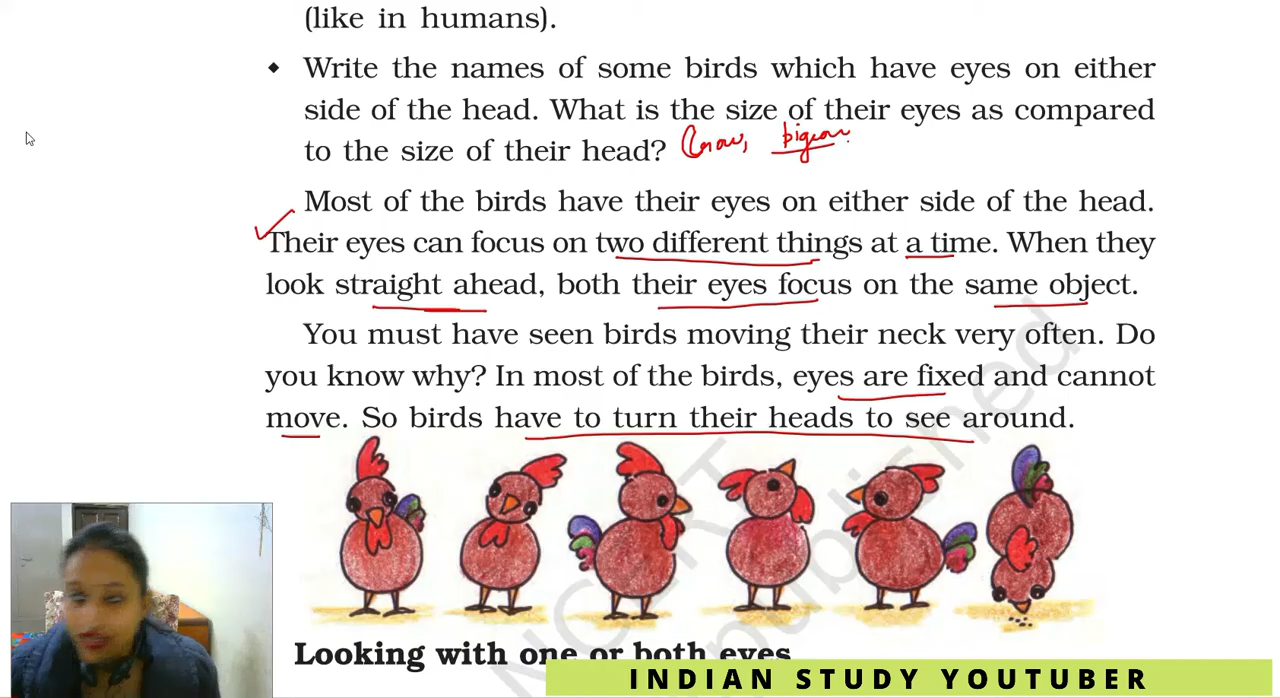 (like in humans).
◆ Write the names of some birds which have eyes on either
side of the head. What is the size of their eyes as compared
to the size of their head? Crow, pigeon
Most of the birds have their eyes on either side of the head.
Their eyes can focus on two different things at a time. When they
look straight ahead, both their eyes focus on the same object.
You must have seen birds moving their neck very often. Do
you know why? In most of the birds, eyes are fixed and cannot
move. So birds have to turn their heads to see around.
Looking with one or both eyes
INDIAN STUDY YOUTUBER